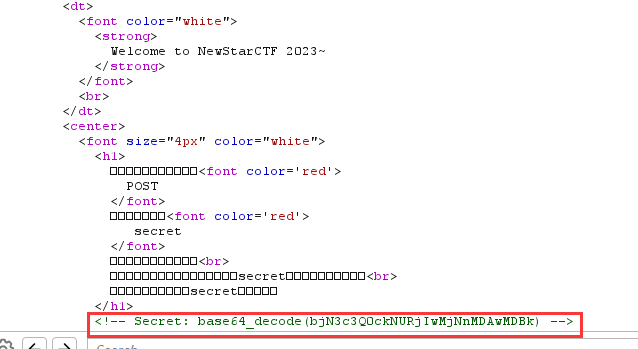 <dt>
<font color="white">
<strong>
Welcome to NewStarCTF 2023~
</strong>
</font>
<br>
</dt>
<center>
<font size="4px" color="white">
<h1>
□□□□□□□□□□□<font color='red'>
POST
</font>
□□□□□□□<font color='red'>
secret
</font>
□□□□□□□□□□□<br>
□□□□□□□□□□□□□□□□secret□□□□□□□□□□<br>
□□□□□□□□□□secret□□□□□
</h1>
<!-- Secret: base64_decode(bjN3c3Q0ckNURjIwMjNnMDAwMDBk) -->
Search